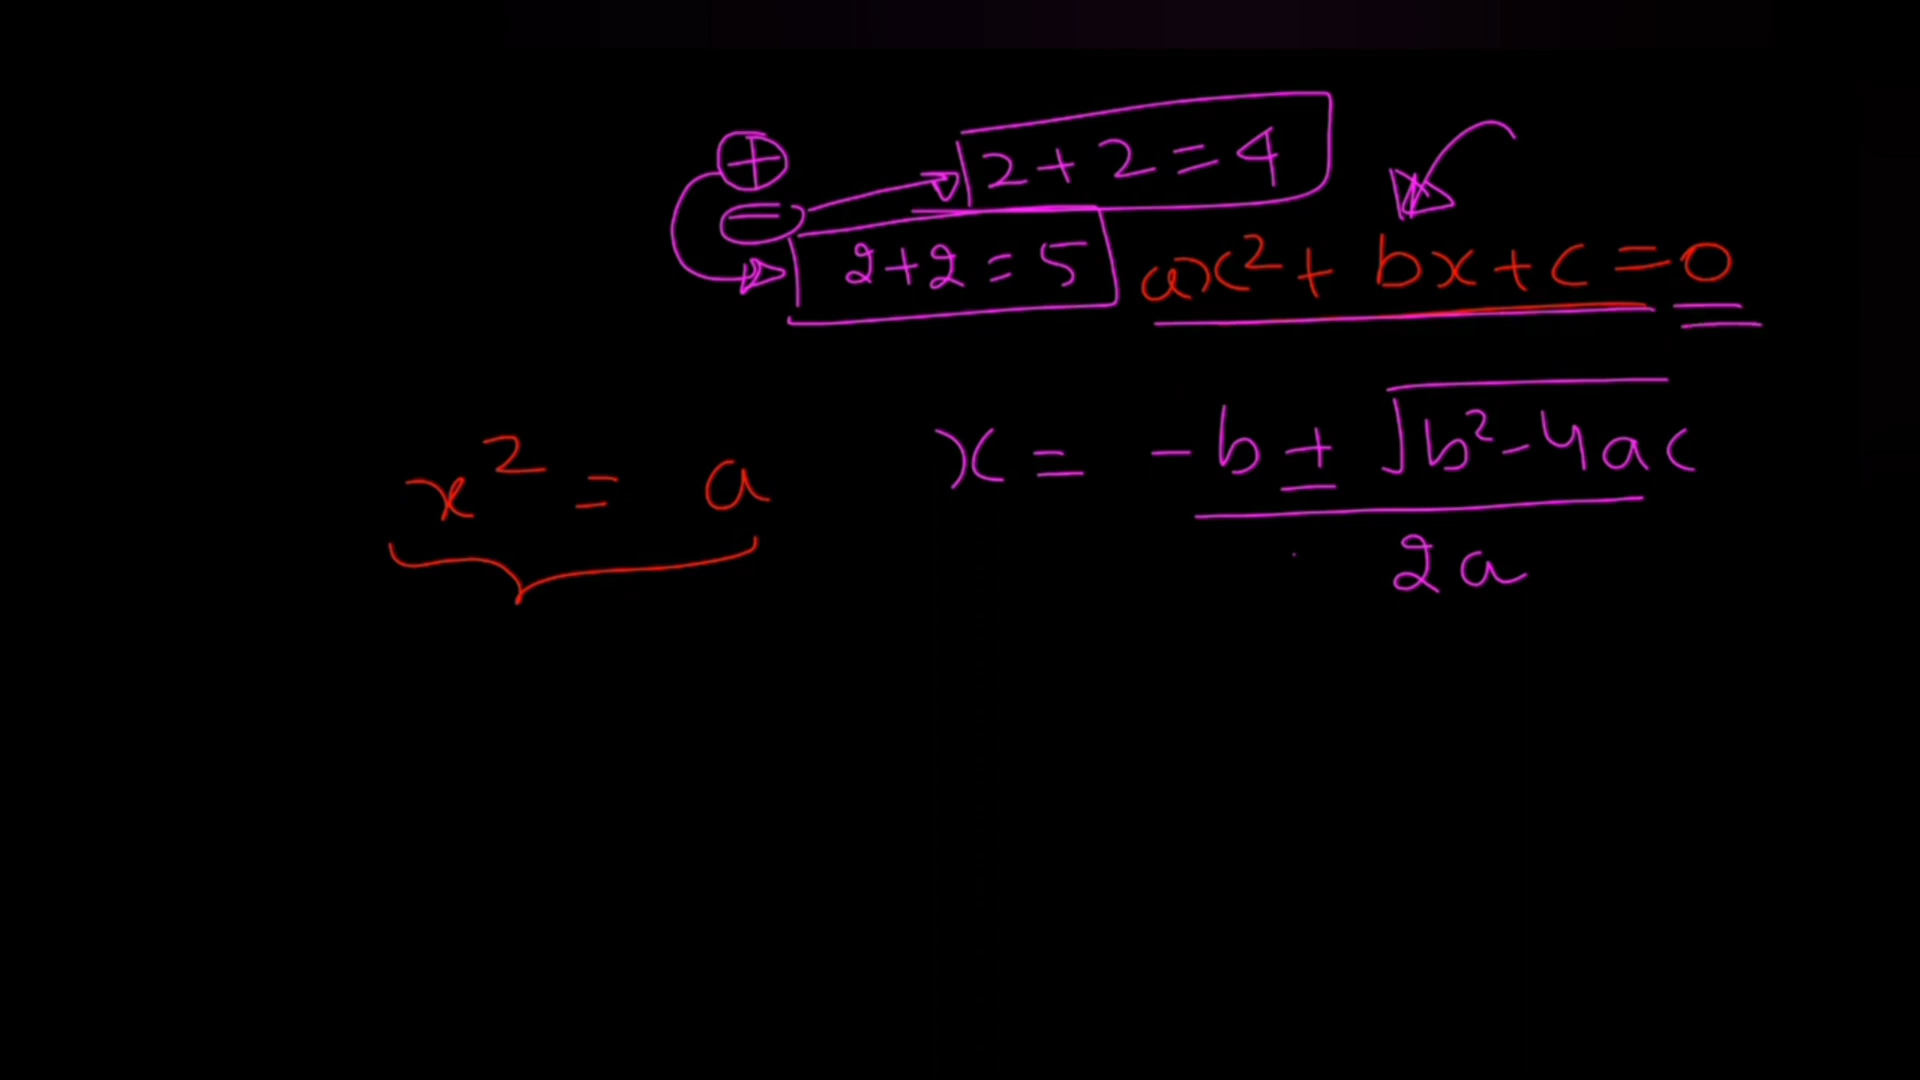 +
2+2=4
=
2+2=5
ax²+bx+c=0
x²=a
x = -b ± √b²-4ac
2a